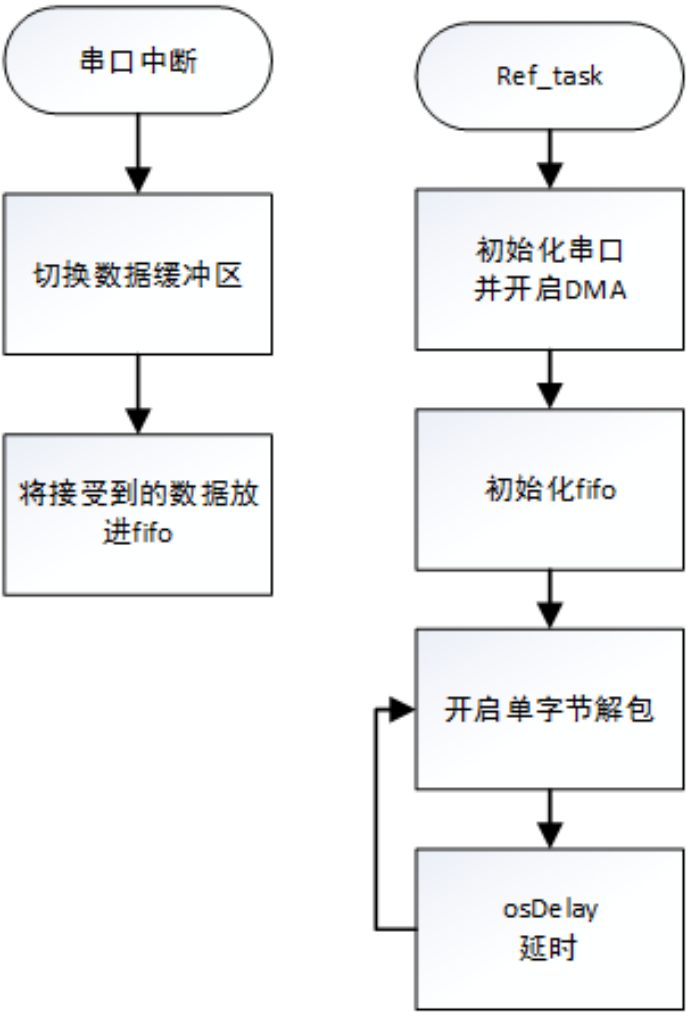 串口中断
切换数据缓冲区
将接受到的数据放
进fifo
Ref_task
初始化串口
并开启DMA
初始化fifo
开启单字节解包
osDelay
延时